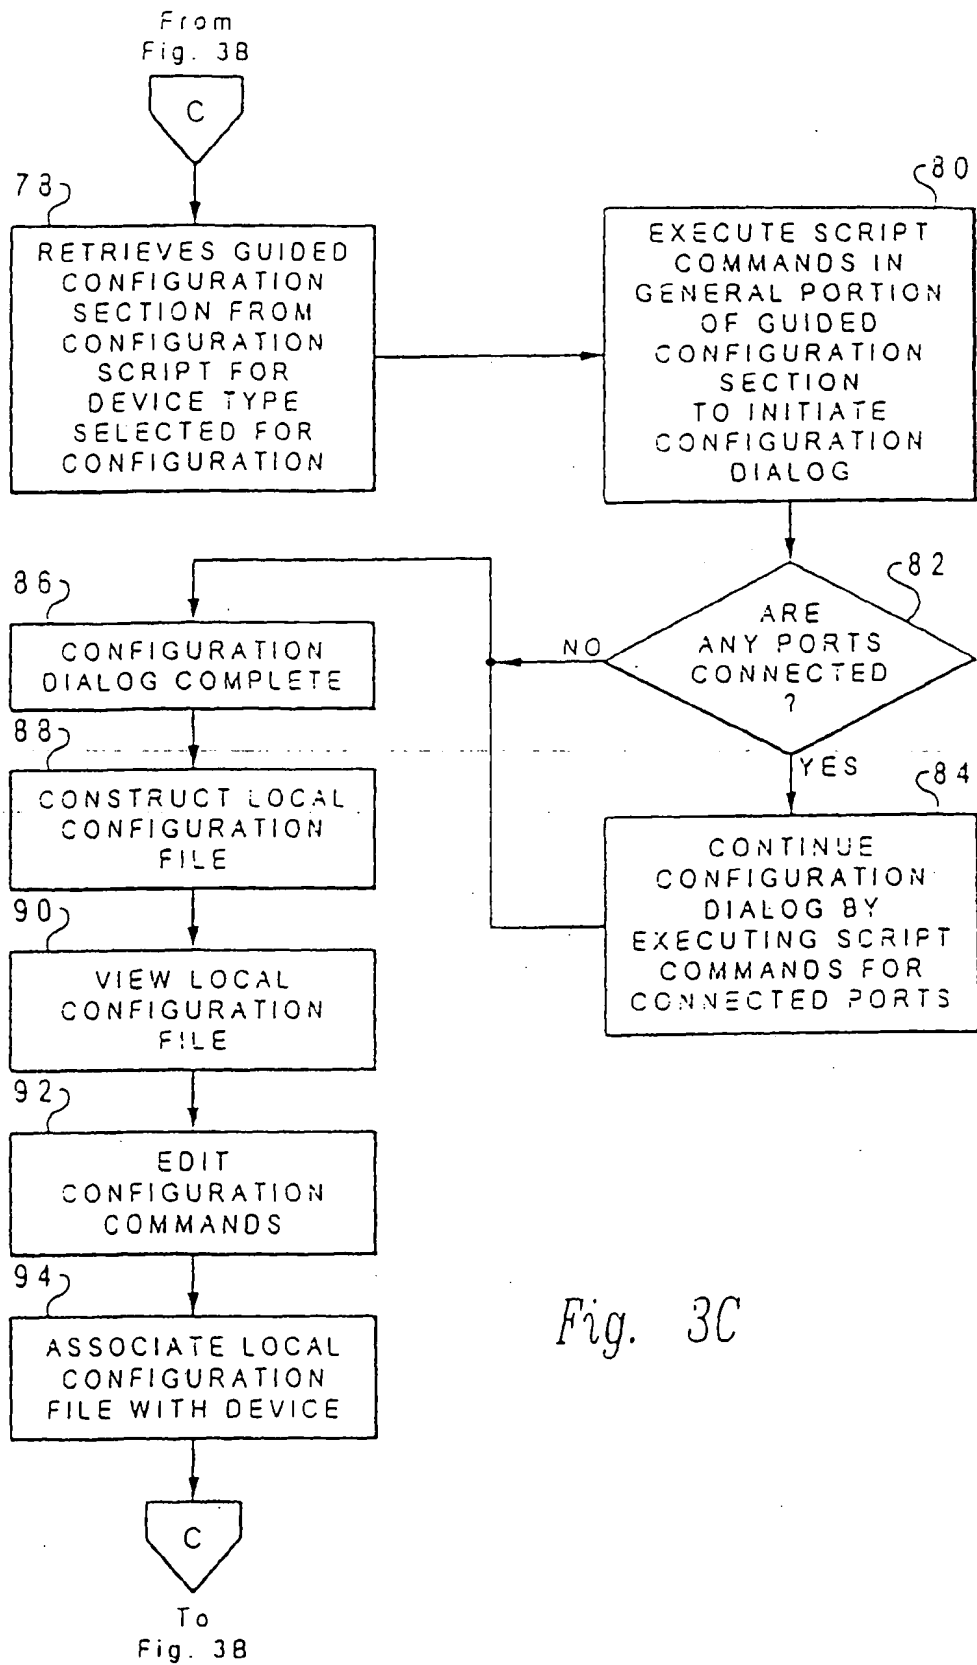 From
Fig. 3B
C
78
RETRIEVES GUIDED
CONFIGURATION
SECTION FROM
CONFIGURATION
SCRIPT FOR
DEVICE TYPE
SELECTED FOR
CONFIGURATION
80
EXECUTE SCRIPT
COMMANDS IN
GENERAL PORTION
OF GUIDED
CONFIGURATION
SECTION
TO INITIATE
CONFIGURATION
DIALOG
82
ARE
ANY PORTS
CONNECTED
?
NO
YES
84
CONTINUE
CONFIGURATION
DIALOG BY
EXECUTING SCRIPT
COMMANDS FOR
CONNECTED PORTS
86
CONFIGURATION
DIALOG COMPLETE
88
CONSTRUCT LOCAL
CONFIGURATION
FILE
90
VIEW LOCAL
CONFIGURATION
FILE
92
EDIT
CONFIGURATION
COMMANDS
94
ASSOCIATE LOCAL
CONFIGURATION
FILE WITH DEVICE
C
To
Fig. 3B
Fig. 3C